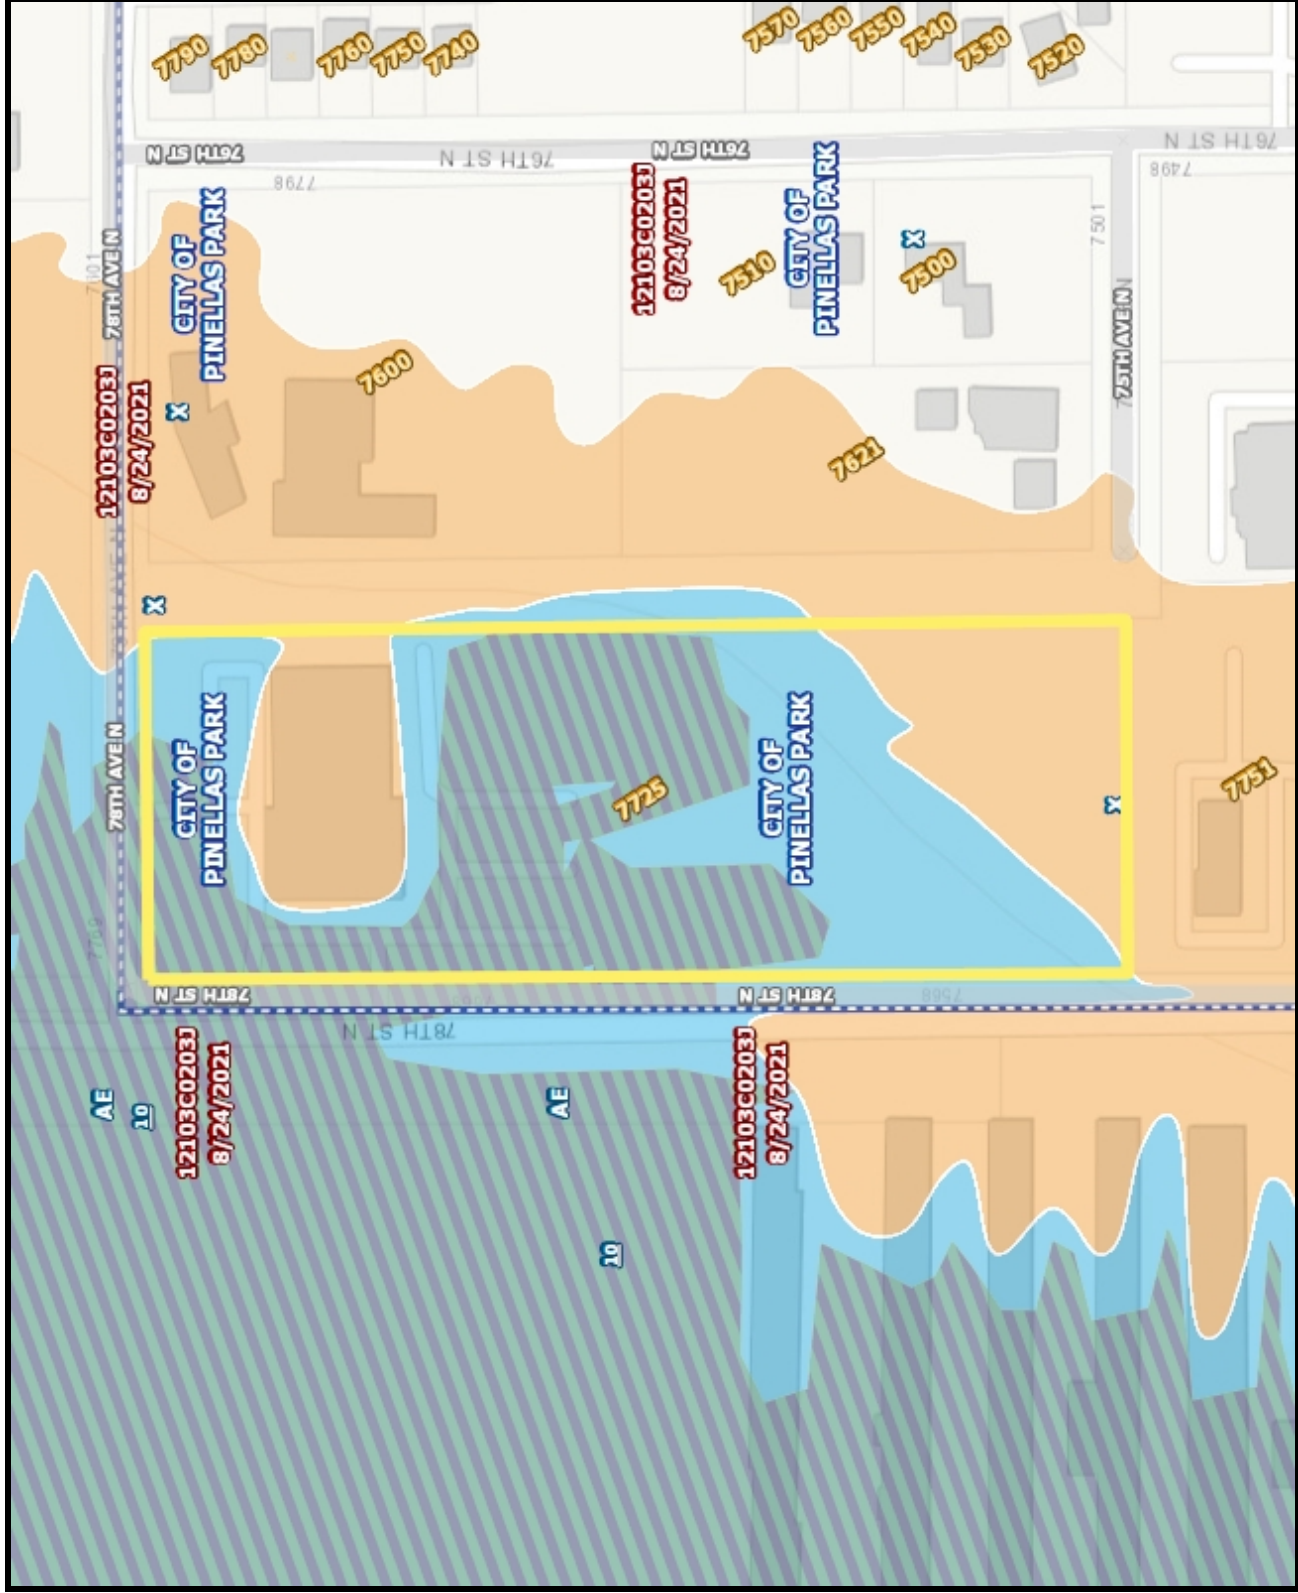 7790
7780
7760
7750
7740
7570
7560
7550
7540
7530
7520
76TH ST N
76TH ST N
76TH ST N
76TH ST N
7798
7498
7501
7601
78TH AVE N
CITY OF
PINELLAS PARK
12103C0203J
8/24/2021
7510
CITY OF
PINELLAS PARK
X
7500
75TH AVE N
12103C0203J
8/24/2021
X
7600
7621
X
78TH AVE N
CITY OF
PINELLAS PARK
7725
CITY OF
PINELLAS PARK
X
7751
78TH ST N
78TH ST N
7568
78TH ST N
AE
10
12103C0203J
8/24/2021
AE
12103C0203J
8/24/2021
10